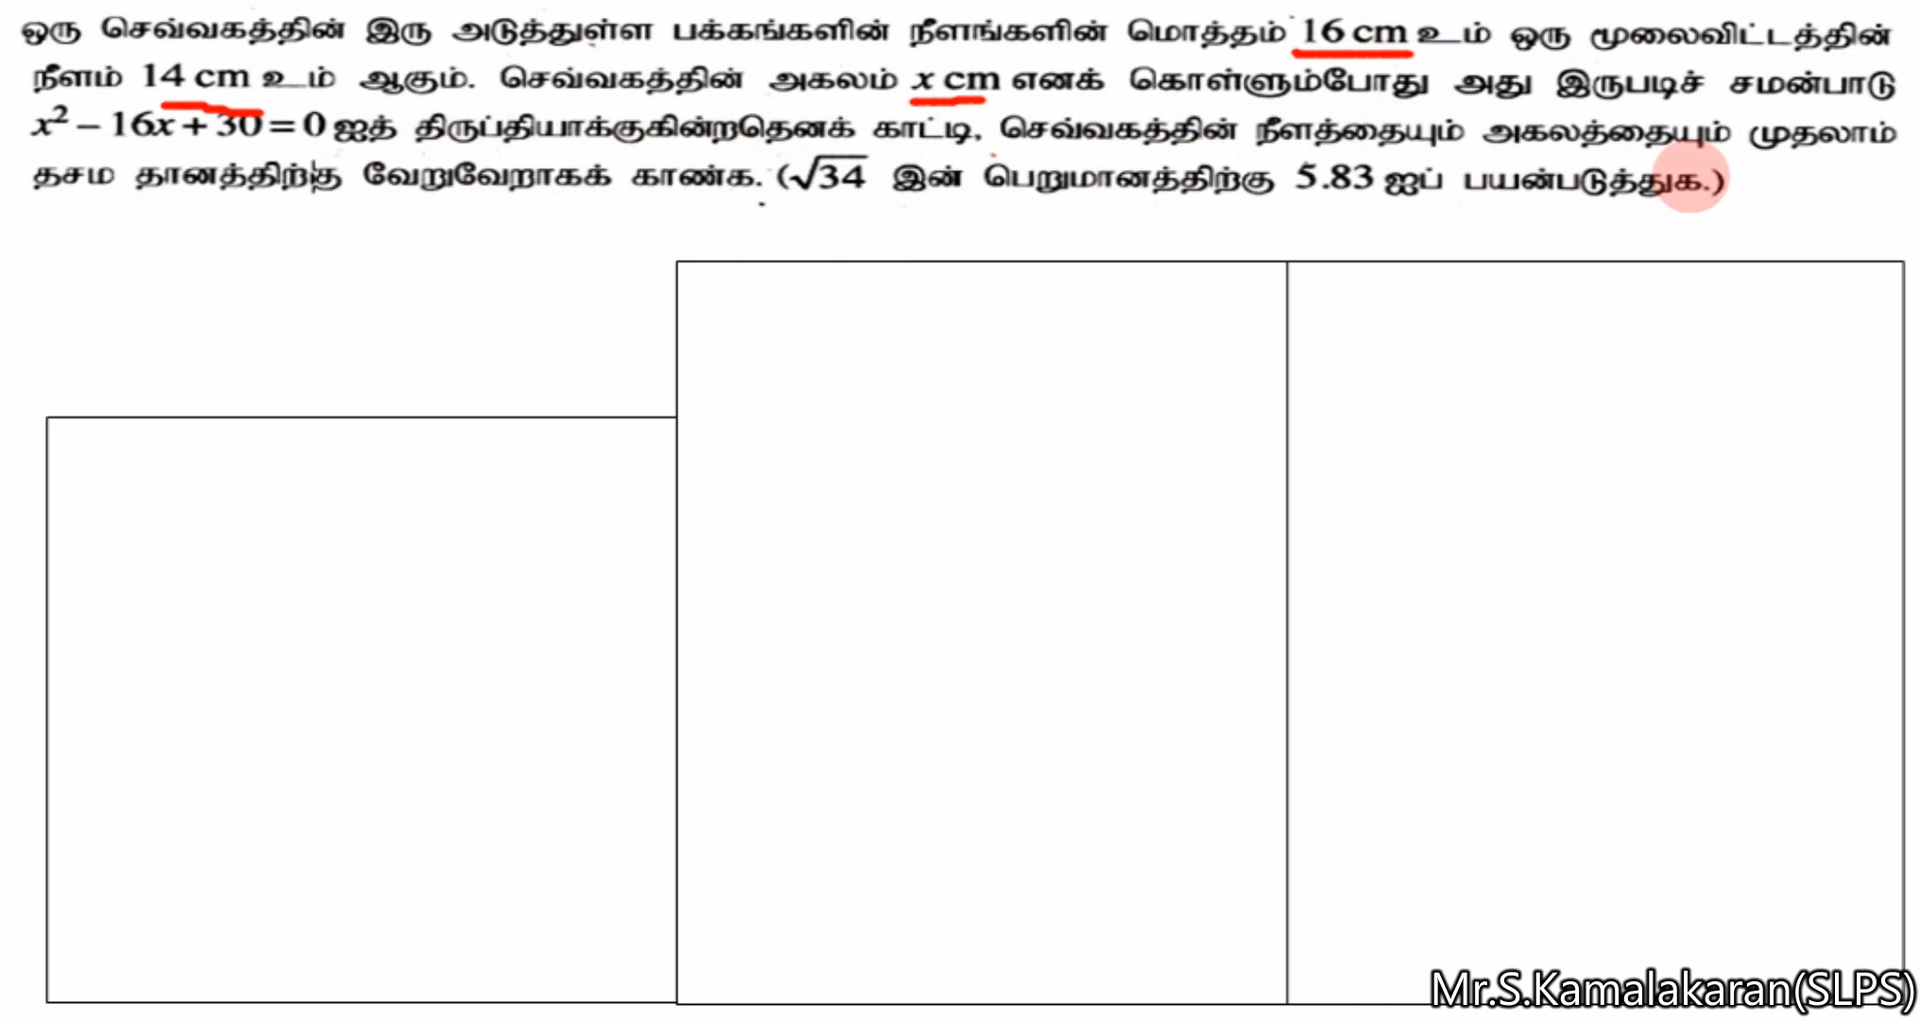 ஒரு செவ்வகத்தின் இரு அடுத்துள்ள பக்கங்களின் நீளங்களின் மொத்தம் 16 cm உம் ஒரு மூலைவிட்டத்தின்
நீளம் 14 cm உம் ஆகும். செவ்வகத்தின் அகலம் x cm எனக் கொள்ளும்போது அது இருபடிச் சமன்பாடு
x² – 16x + 30 = 0 ஐத் திருப்தியாக்குகின்றதெனக் காட்டி, செவ்வகத்தின் நீளத்தையும் அகலத்தையும் முதலாம்
தசம தானத்திற்கு வேறுவேறாகக் காண்க. (√34 இன் பெறுமானத்திற்கு 5.83 ஐப் பயன்படுத்துக.)
Mr.S.Kamalakaran(SLPS)